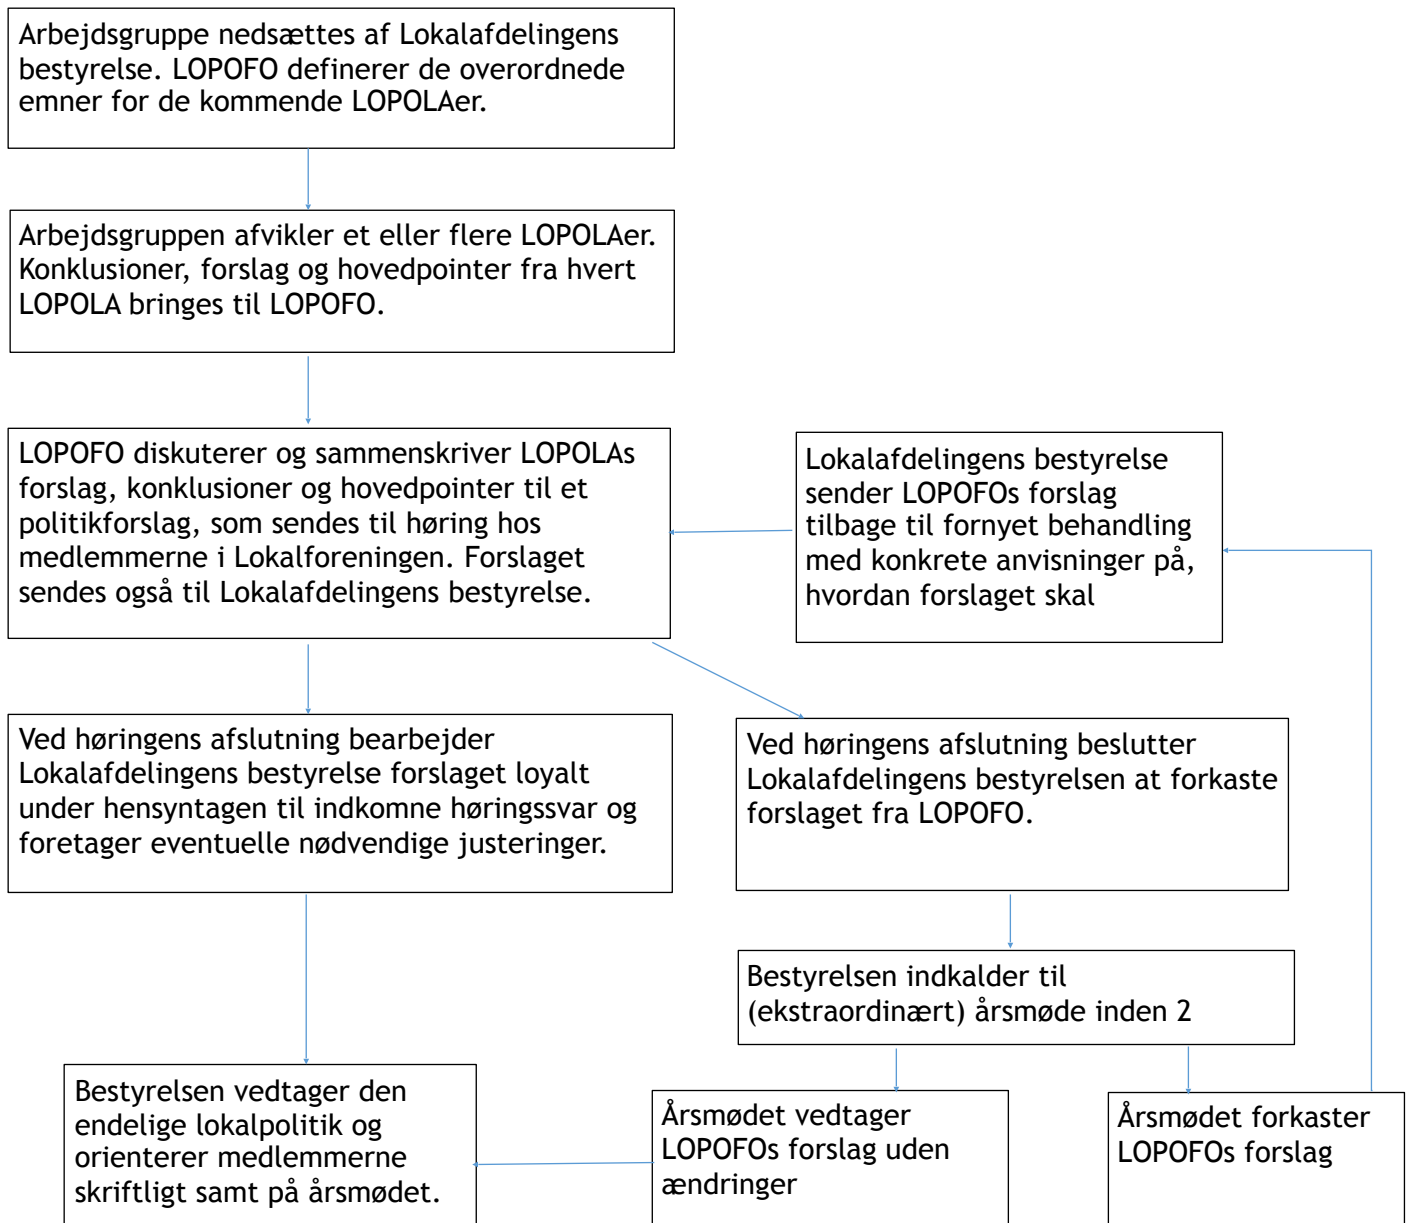 Arbejdsgruppe nedsættes af Lokalafdelingens
bestyrelse. LOPOFO definerer de overordnede
emner for de kommende LOPOLAer.
Arbejdsgruppen afvikler et eller flere LOPOLAer.
Konklusioner, forslag og hovedpointer fra hvert
LOPOLA bringes til LOPOFO.
LOPOFO diskuterer og sammenskriver LOPOLAs
forslag, konklusioner og hovedpointer til et
politikforslag, som sendes til høring hos
medlemmerne i Lokalforeningen. Forslaget
sendes også til Lokalafdelingens bestyrelse.
Lokalafdelingens bestyrelse
sender LOPOFOs forslag
tilbage til fornyet behandling
med konkrete anvisninger på,
hvordan forslaget skal
Ved høringens afslutning bearbejder
Lokalafdelingens bestyrelse forslaget loyalt
under hensyntagen til indkomne høringssvar og
foretager eventuelle nødvendige justeringer.
Ved høringens afslutning beslutter
Lokalafdelingens bestyrelsen at forkaste
forslaget fra LOPOFO.
Bestyrelsen indkalder til
(ekstraordinært) årsmøde inden 2
Bestyrelsen vedtager den
endelige lokalpolitik og
orienterer medlemmerne
skriftligt samt på årsmødet.
Årsmødet vedtager
LOPOFOs forslag uden
ændringer
Årsmødet forkaster
LOPOFOs forslag